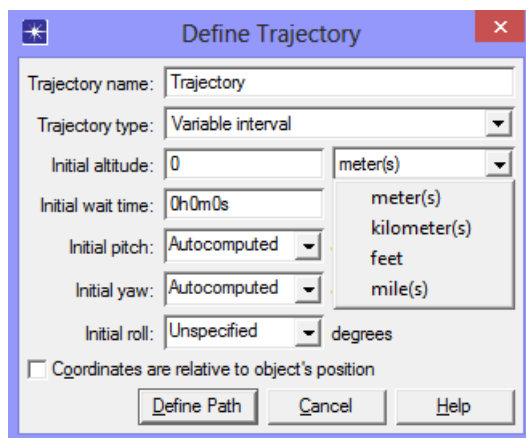 Define Trajectory
Trajectory name: Trajectory
Trajectory type: Variable interval
Initial altitude: 0 meter(s)
meter(s)
Initial wait time: 0h0m0s
kilometer(s)
feet
Initial pitch: Autocomputed
mile(s)
Initial yaw: Autocomputed
Initial roll: Unspecified degrees
Coordinates are relative to object's position
Define Path Cancel Help